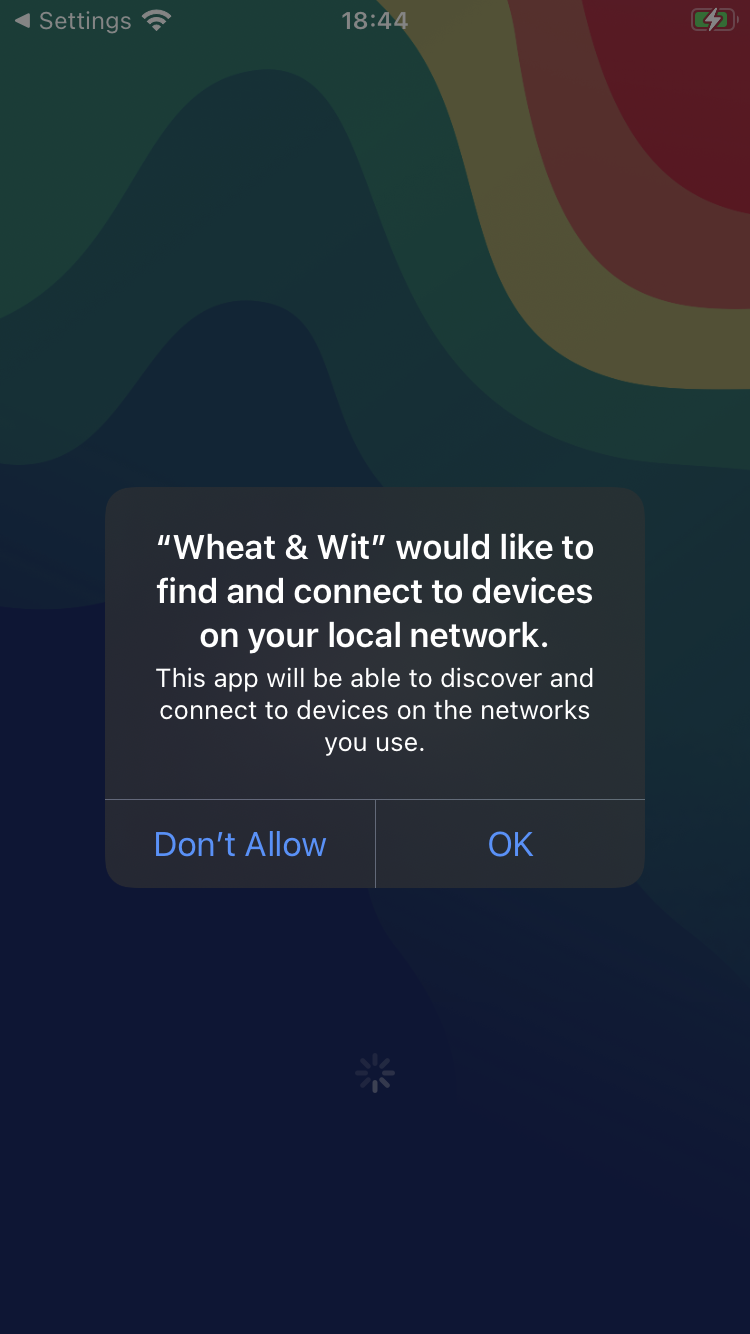 ◀ Settings 18:44
“Wheat & Wit” would like to
find and connect to devices
on your local network.
This app will be able to discover and
connect to devices on the networks
you use.
Don’t Allow OK